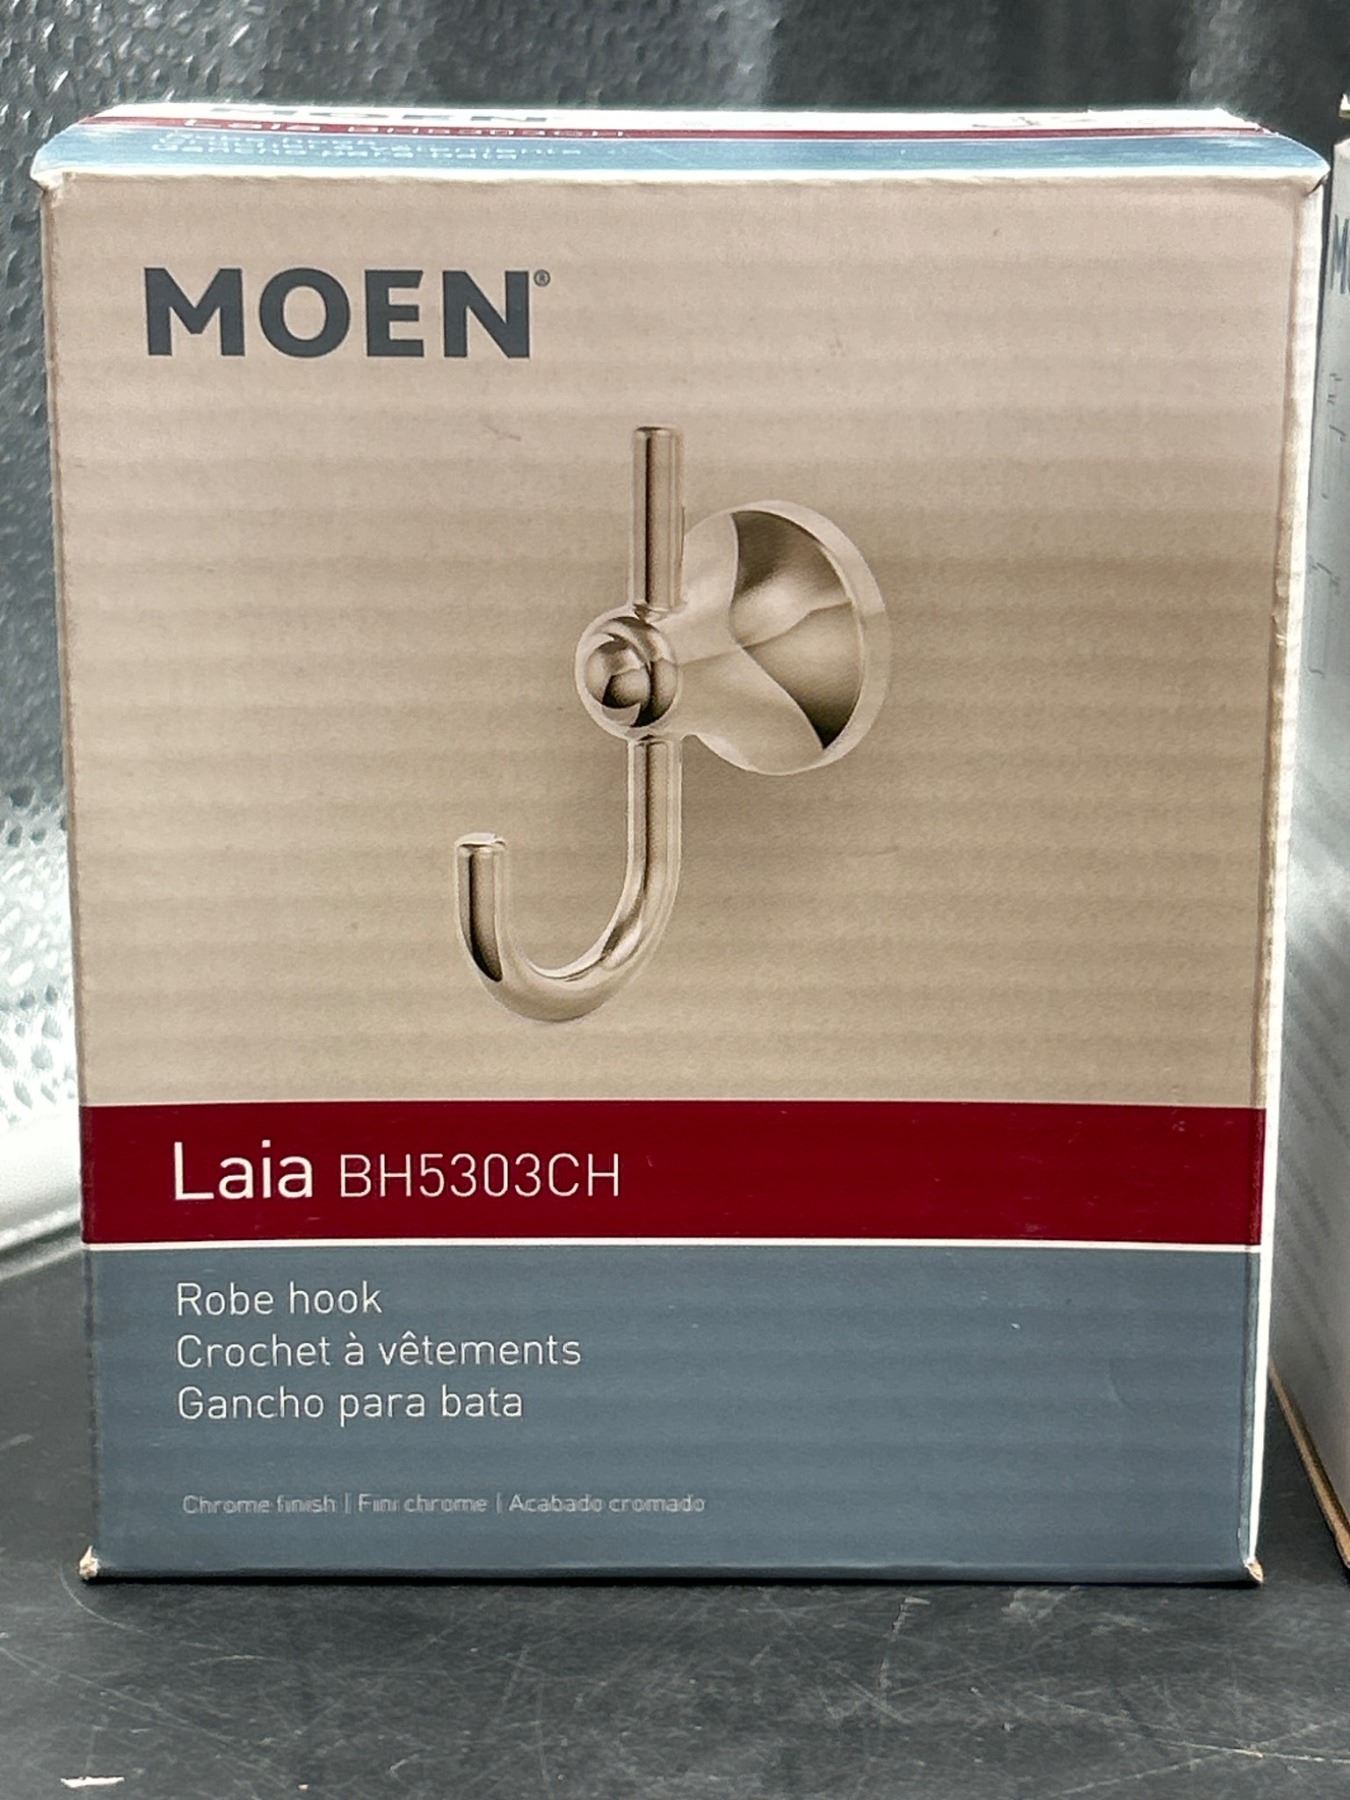 MOEN®
Laia BH5303CH
Robe hook
Crochet à vêtements
Gancho para bata
Chrome finish | Fini chrome | Acabado cromado